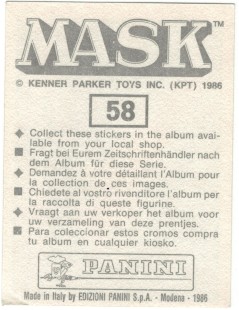 MASK™
© KENNER PARKER TOYS INC. (KPT) 1986
58
◆ Collect these stickers in the album avai-
lable from your local shop.
■ Fragt bei Eurem Zeitschriftenhändler nach
dem Album für diese Serie.
◆ Demandez à votre détaillant l'Album pour
la collection de ces images.
■ Chiedete al vostro rivonditore l'album per
la raccolta di queste figurine.
◆ Vraagt aan uw verkoper het album voor
uw verzameling van deze prentjes.
■ Para coleccionar estos cromos compra
tu album en cualquier kiosko.
PANINI
Made in Italy by EDIZIONI PANINI S.p.A. - Modena - 1986